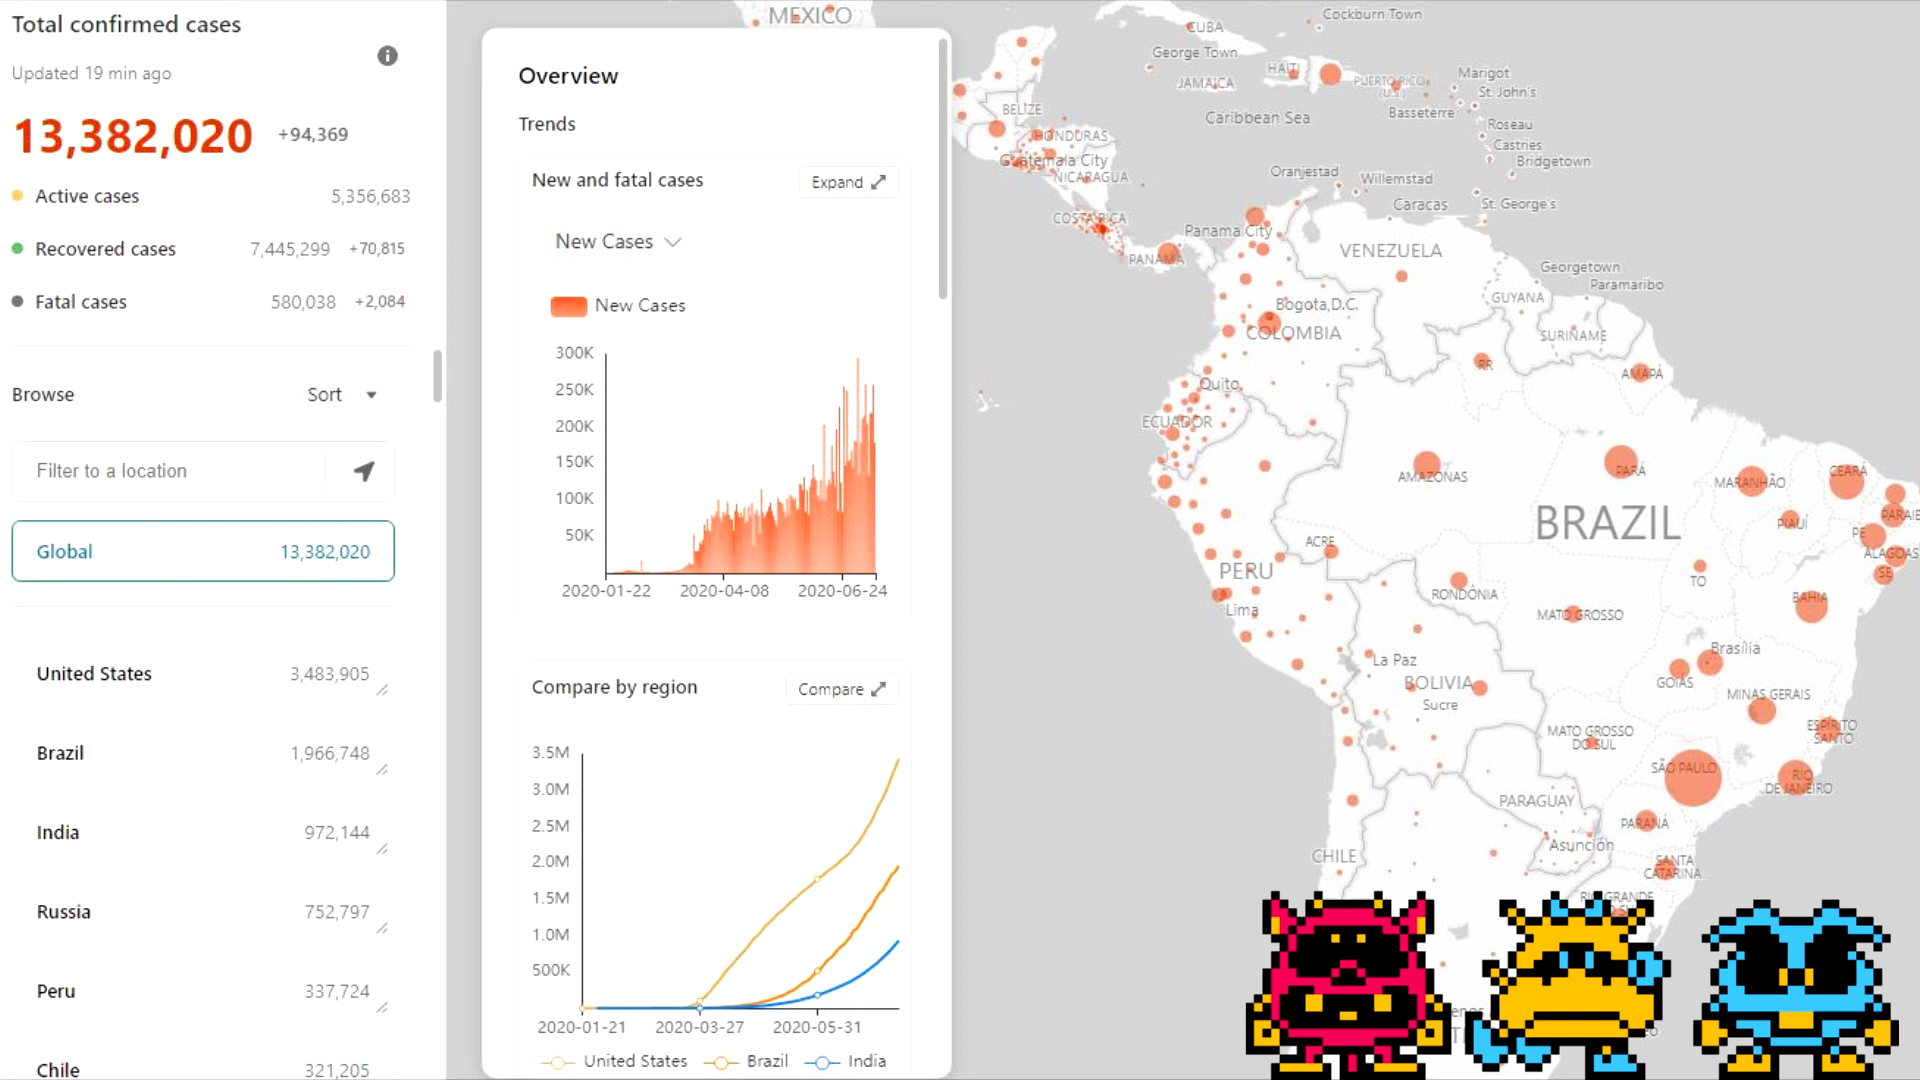 Total confirmed cases
Updated 19 min ago
13,382,020 +94,369
Active cases 5,356,683
Recovered cases 7,445,299 +70,815
Fatal cases 580,038 +2,084
Browse Sort
Filter to a location
Global 13,382,020
United States 3,483,905
Brazil 1,966,748
India 972,144
Russia 752,797
Peru 337,724
Chile 321,205
Overview
Trends
New and fatal cases Expand
New Cases
New Cases
300K
250K
200K
150K
100K
50K
2020-01-22 2020-04-08 2020-06-24
Compare by region Compare
3.5M
3.0M
2.5M
2.0M
1.5M
1.0M
500K
2020-01-21 2020-03-27 2020-05-31
United States Brazil India
MEXICO
Cockburn Town
CUBA
George Town
HAITI
JAMAICA
PUERTO RICO
(U.S.)
Marigot
St. John's
Basseterre
BELIZE
Caribbean Sea
Roseau
HONDURAS
Castries
Guatemala City
Bridgetown
NICARAGUA
Oranjestad
Willemstad
Caracas
St. George's
COSTA RICA
Panama City
PANAMA
VENEZUELA
Georgetown
Paramaribo
GUYANA
Bogota,D.C.
COLOMBIA
SURINAME
RR
AMAPÁ
Quito
ECUADOR
AMAZONAS
PARÁ
MARANHÃO
CEARÁ
BRAZIL
PIAUÍ
PARAIB
PE
ALAGOAS
ACRE
PERU
SE
TO
RONDÔNIA
BAHIA
Lima
MATO GROSSO
La Paz
Brasília
BOLIVIA
GOIÁS
Sucre
MINAS GERAIS
MATO GROSSO
DO SUL
ESPÍRITO
SANTO
SÃO PAULO
RIO
DE JANEIRO
PARAGUAY
PARANÁ
CHILE
Asunción
SANTA
CATARINA